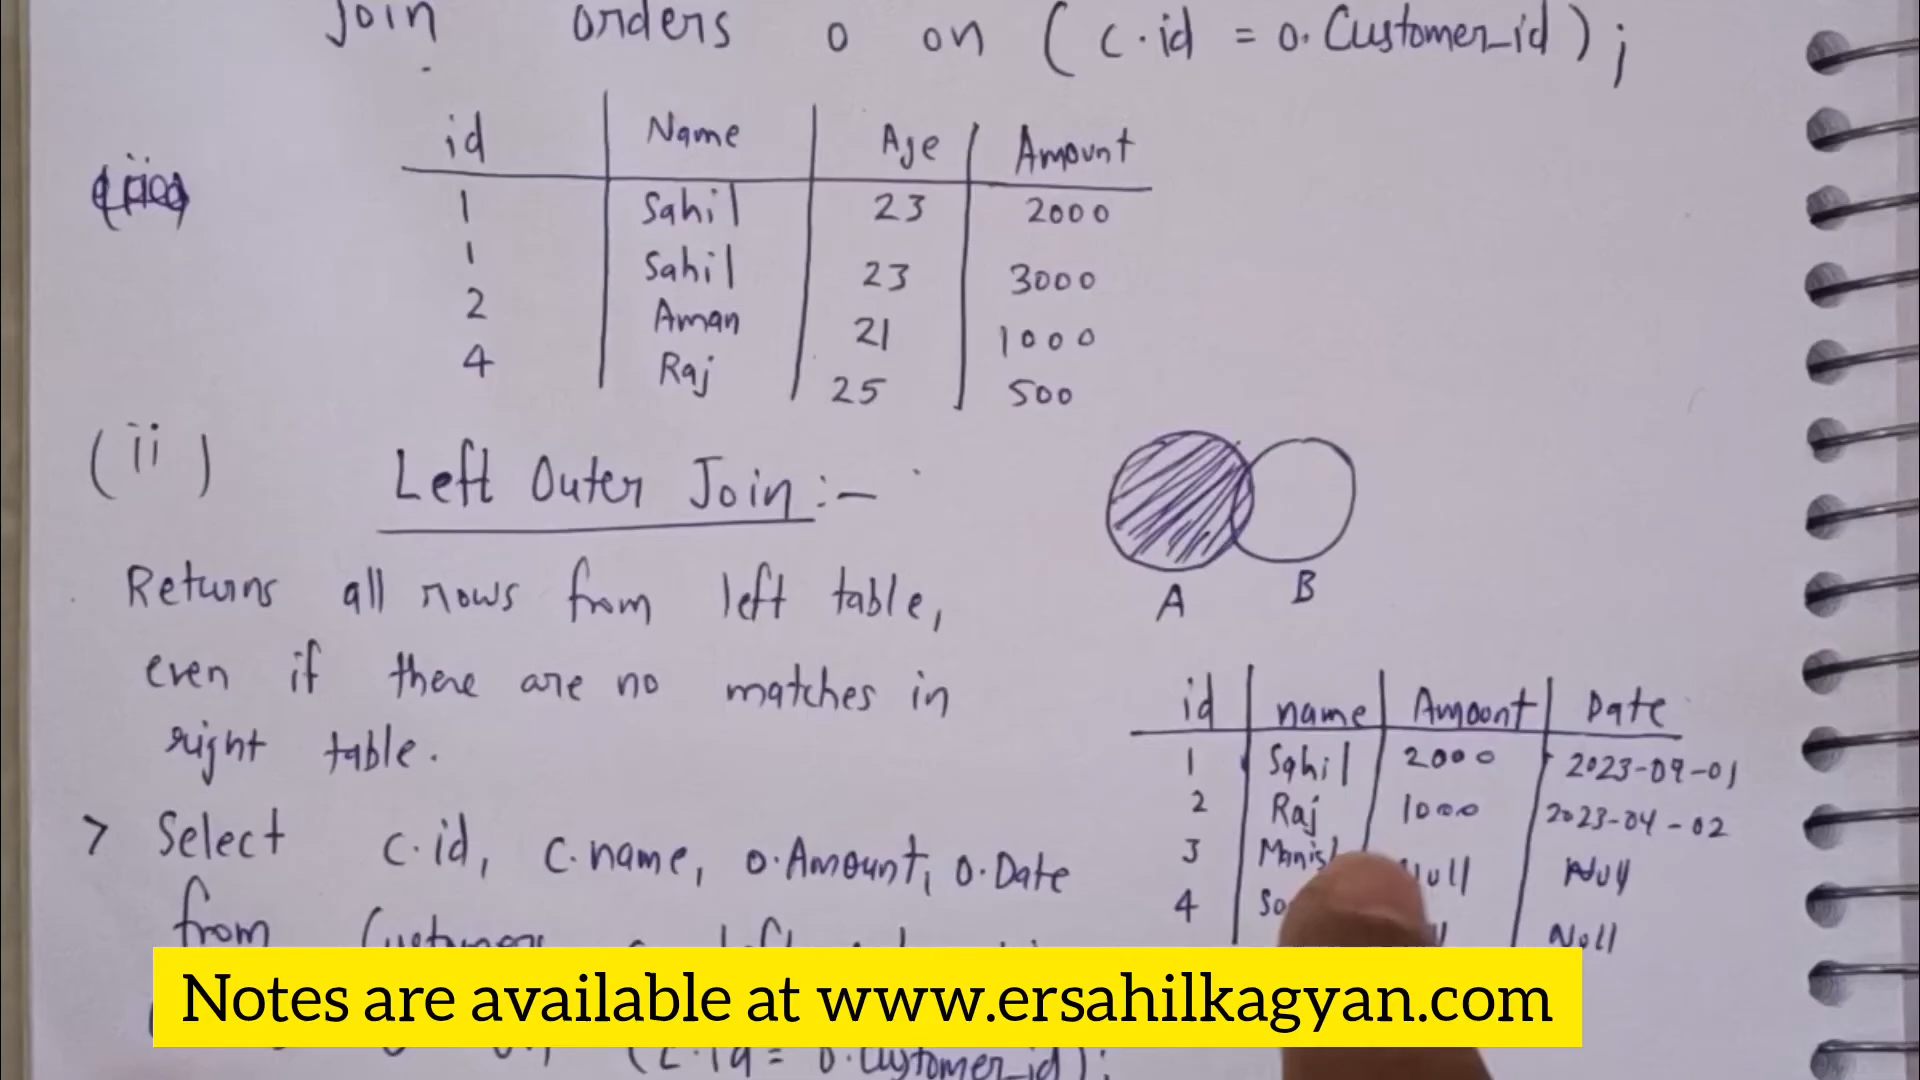 Join orders o on (c.id = o.Customer_id);
id Name Age Amount
1 Sahil 23 2000
1 Sahil 23 3000
2 Aman 21 1000
4 Raj 25 500
(ii) Left Outer Join :-
A B
Returns all rows from left table,
even if there are no matches in
right table.
id name Amount Date
1 Sahil 2000 2023-09-01
2 Raj 1000 2023-04-02
3 Null
4 Null
> Select c.id, c.name, o.Amount, o.Date
from
(c.id = o.Customer_id);
Notes are available at www.ersahilkagyan.com